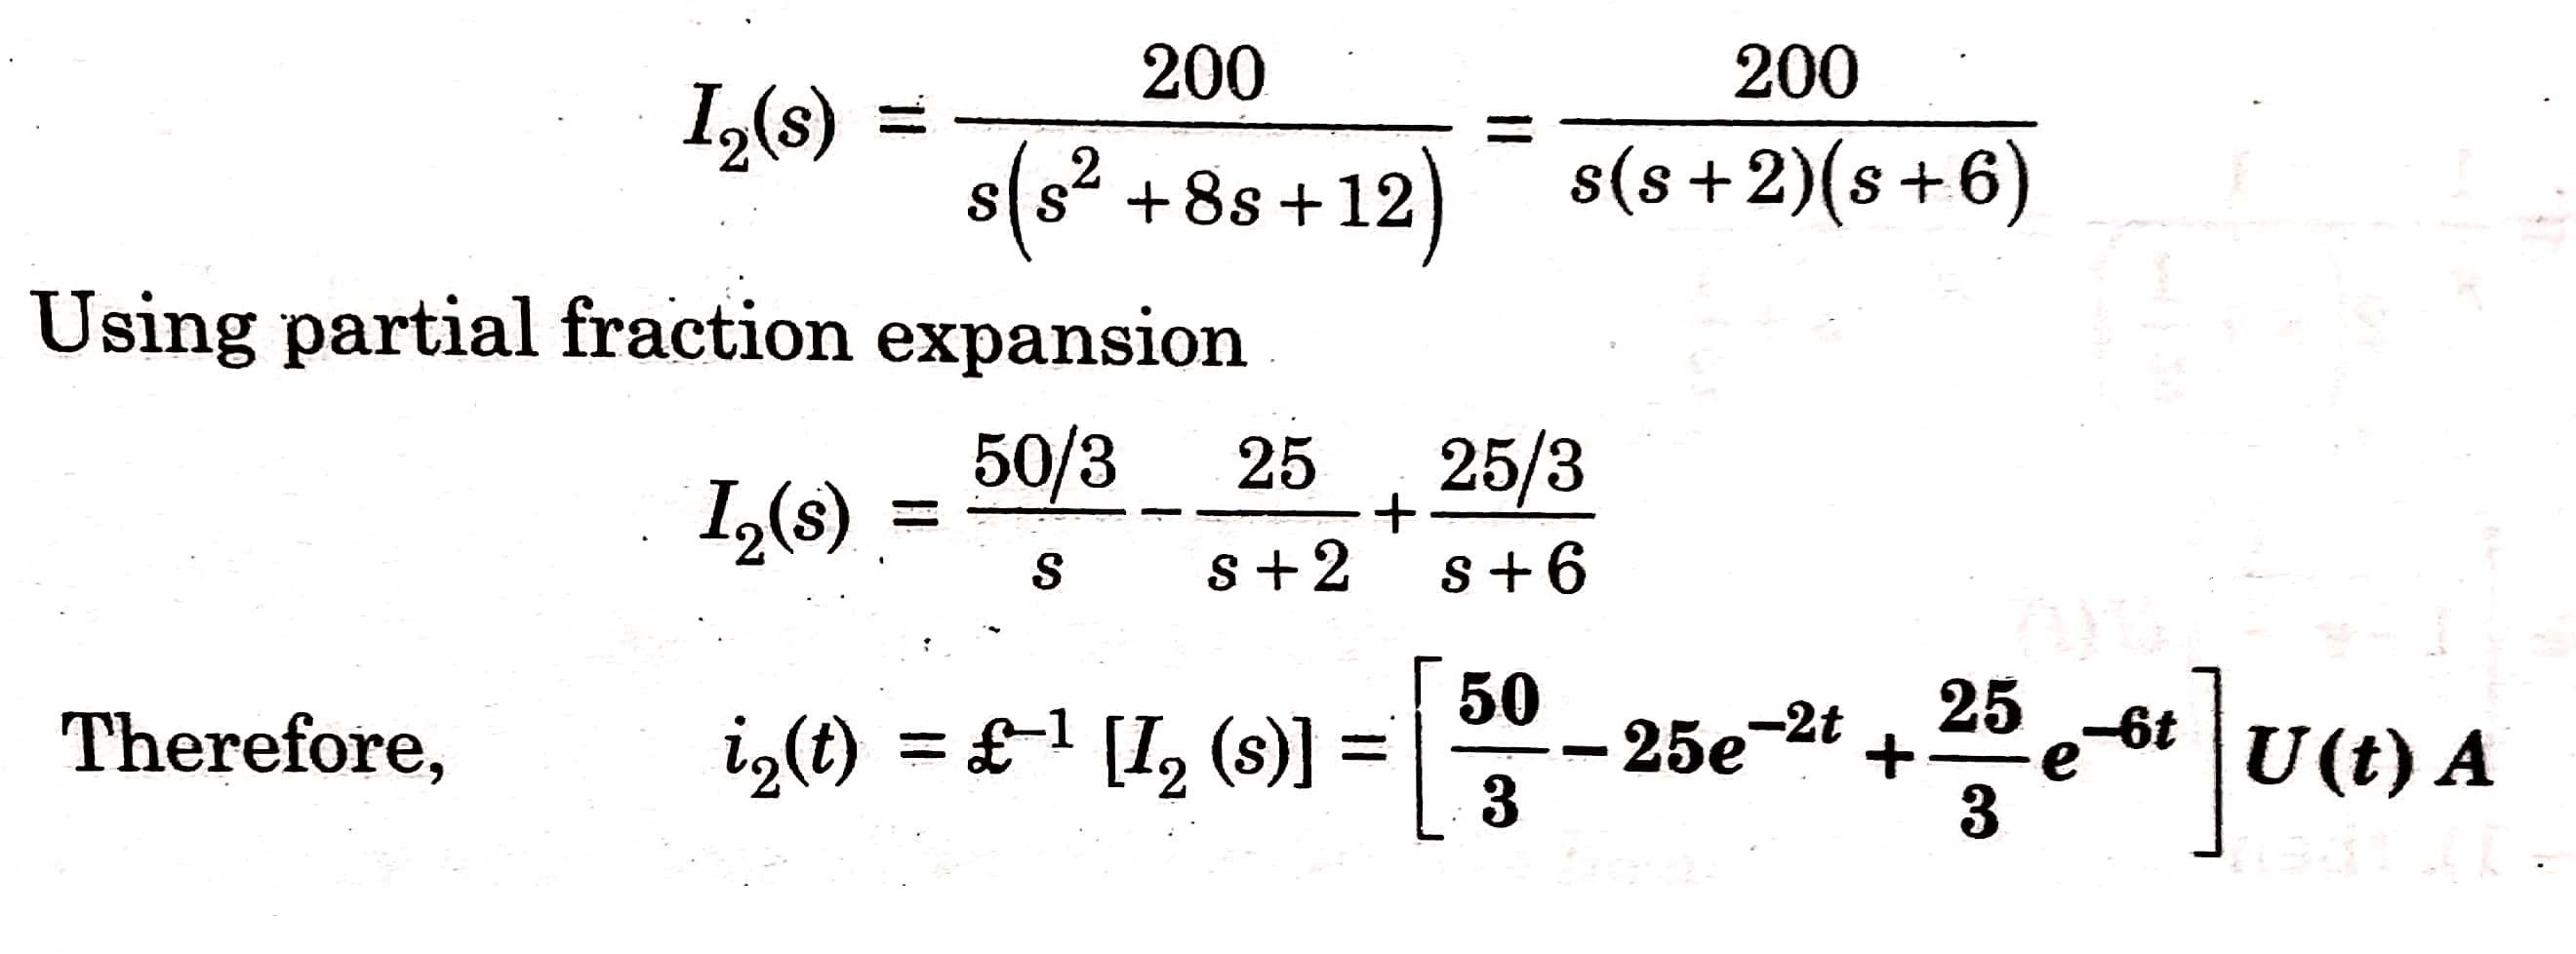 I₂(s) = 200 / s(s² + 8s + 12) = 200 / s(s + 2)(s + 6)
Using partial fraction expansion
I₂(s) = 50/3 / s − 25 / s + 2 + 25/3 / s + 6
Therefore, i₂(t) = £⁻¹ [I₂ (s)] = [50/3 − 25e⁻²ᵗ + 25/3 e⁻⁶ᵗ] U(t) A